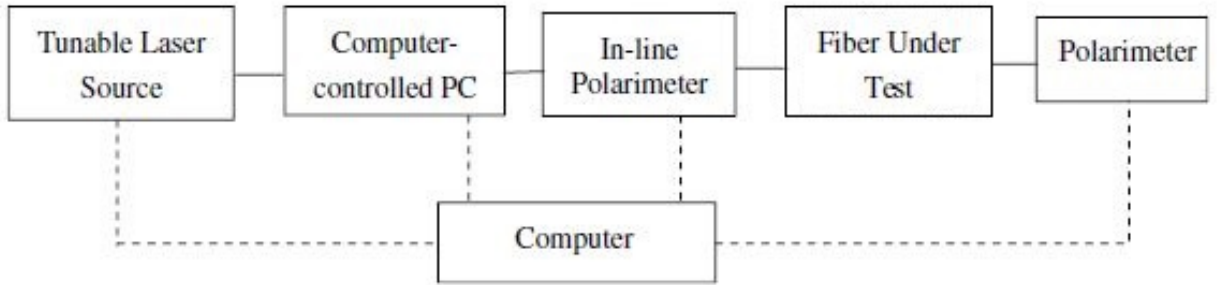 Tunable Laser
Source
Computer-
controlled PC
In-line
Polarimeter
Fiber Under
Test
Polarimeter
Computer